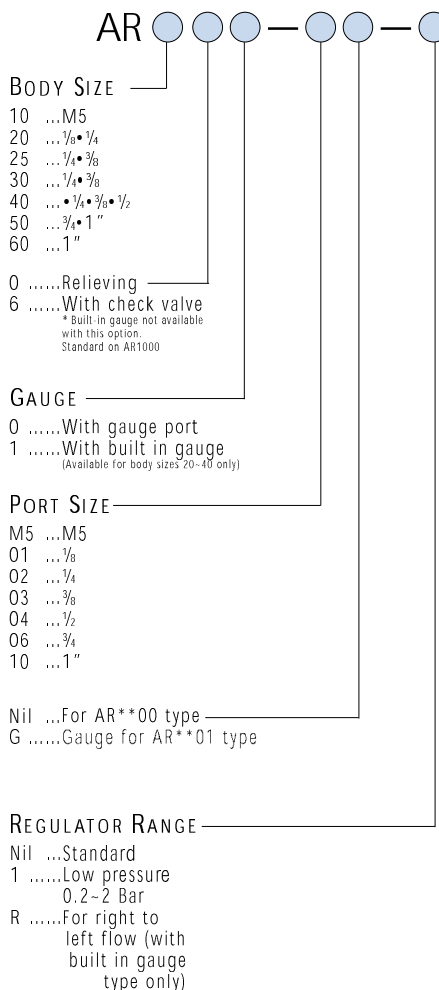 AR — —
BODY SIZE
10 ...M5
20 ...⅛•¼
25 ...¼•⅜
30 ...¼•⅜
40 ...•¼•⅜•½
50 ...¾•1"
60 ...1"
0 ......Relieving
6 ......With check valve
* Built-in gauge not available
with this option.
Standard on AR1000
GAUGE
0 ......With gauge port
1 ......With built in gauge
(Available for body sizes 20~40 only)
PORT SIZE
M5 ...M5
01 ...⅛
02 ...¼
03 ...⅜
04 ...½
06 ...¾
10 ...1"
Nil ...For AR**00 type
G ......Gauge for AR**01 type
REGULATOR RANGE
Nil ...Standard
1 ......Low pressure
0.2~2 Bar
R ......For right to
left flow (with
built in gauge
type only)